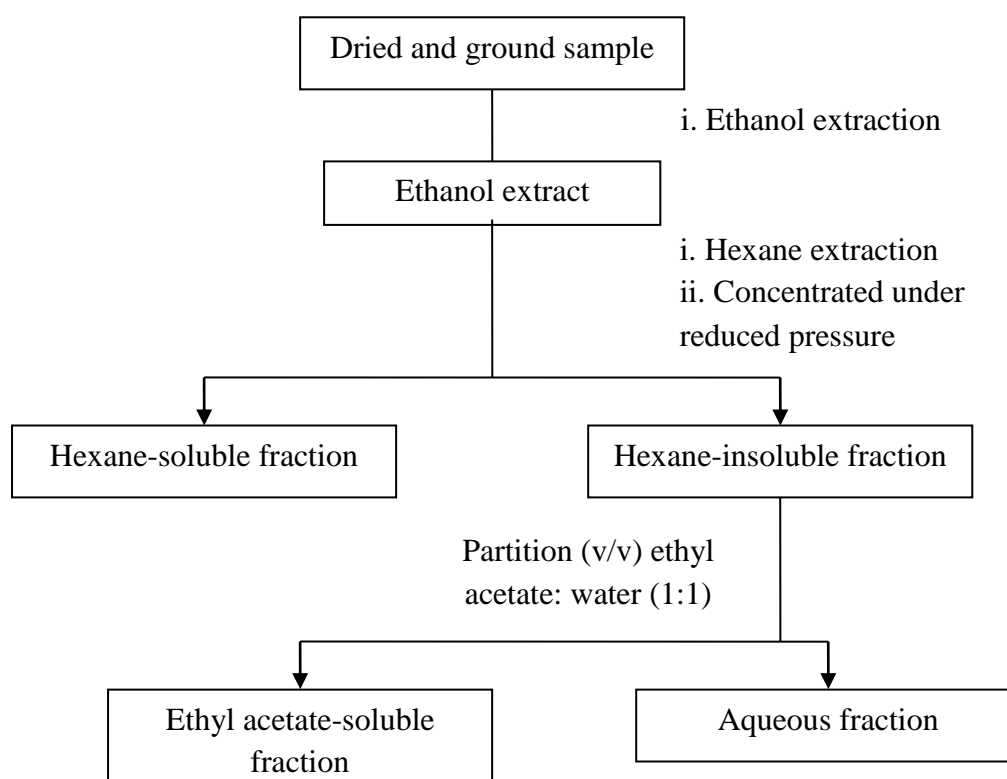 Dried and ground sample
i. Ethanol extraction
Ethanol extract
i. Hexane extraction
ii. Concentrated under
reduced pressure
Hexane-soluble fraction
Hexane-insoluble fraction
Partition (v/v) ethyl
acetate: water (1:1)
Ethyl acetate-soluble
fraction
Aqueous fraction